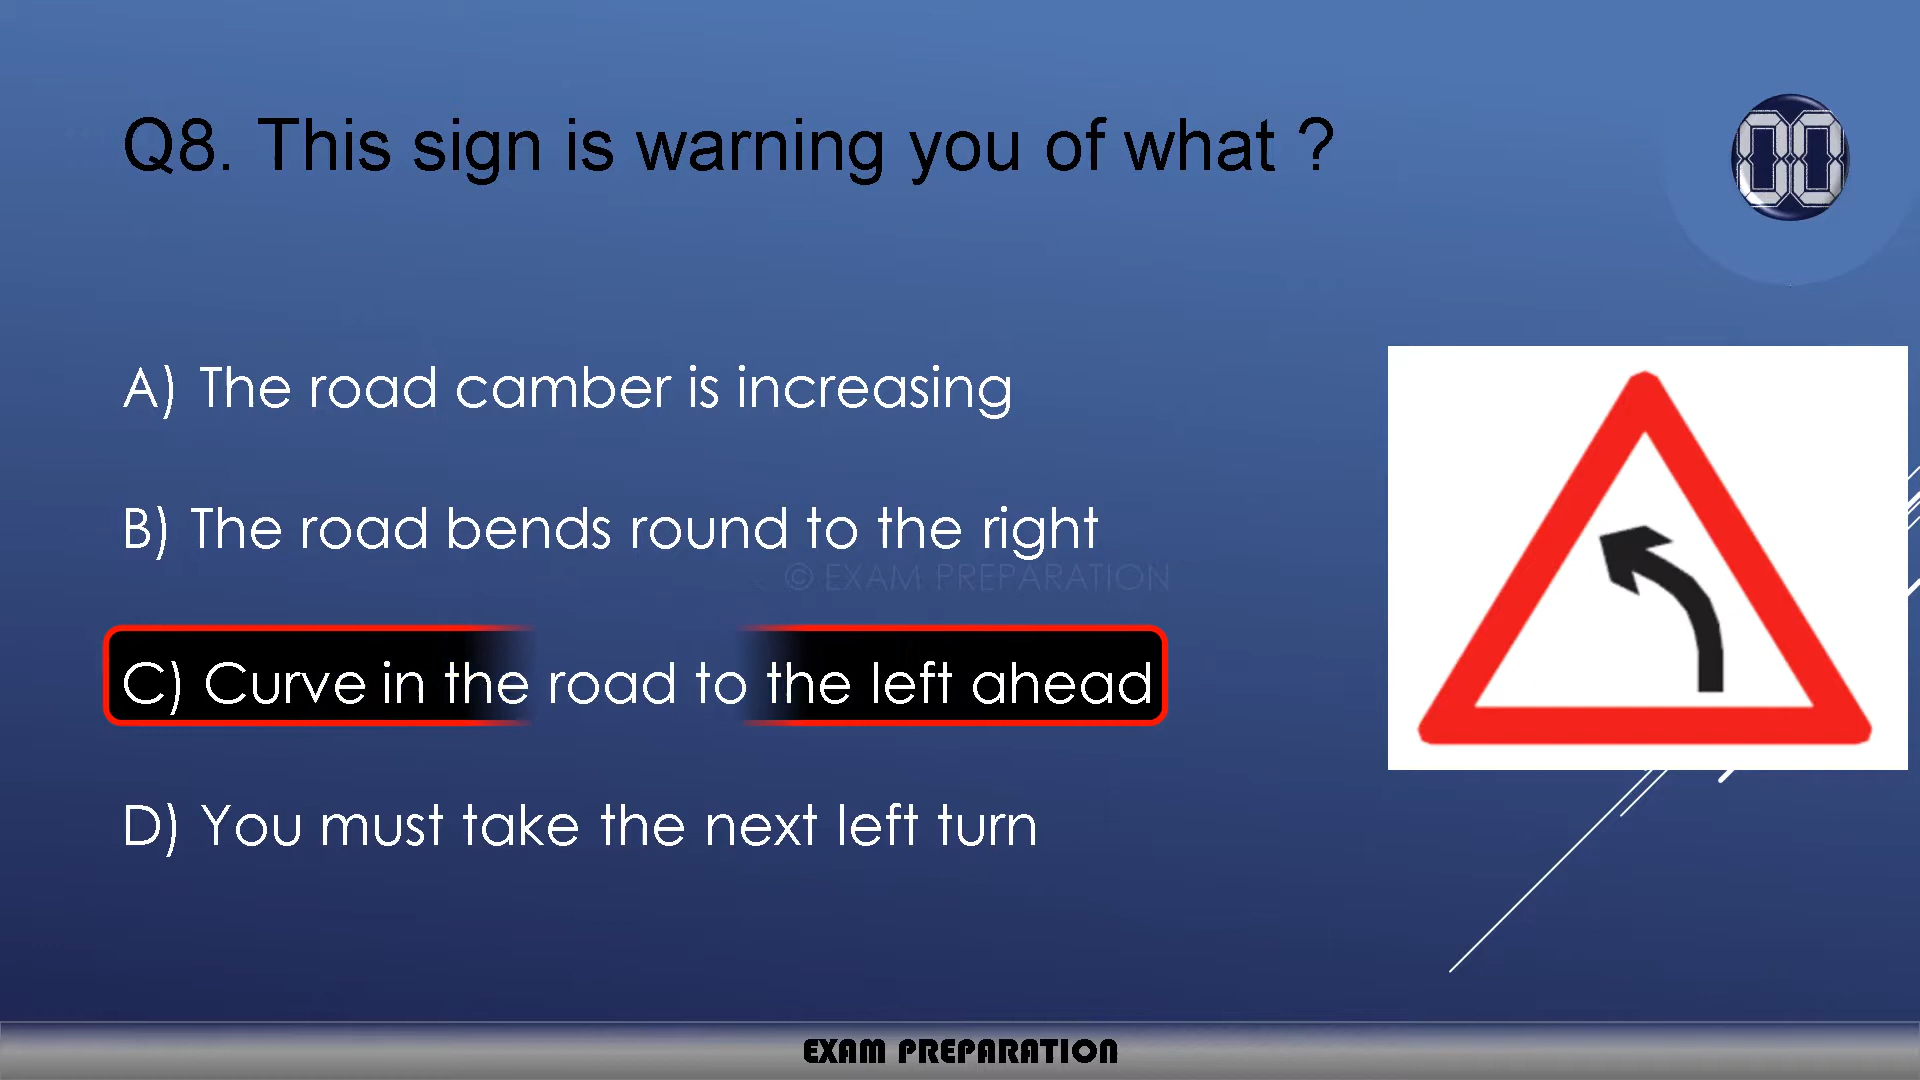 Q8. This sign is warning you of what ?
00
A) The road camber is increasing
B) The road bends round to the right
© EXAM PREPARATION
C) Curve in the road to the left ahead
D) You must take the next left turn
EXAM PREPARATION